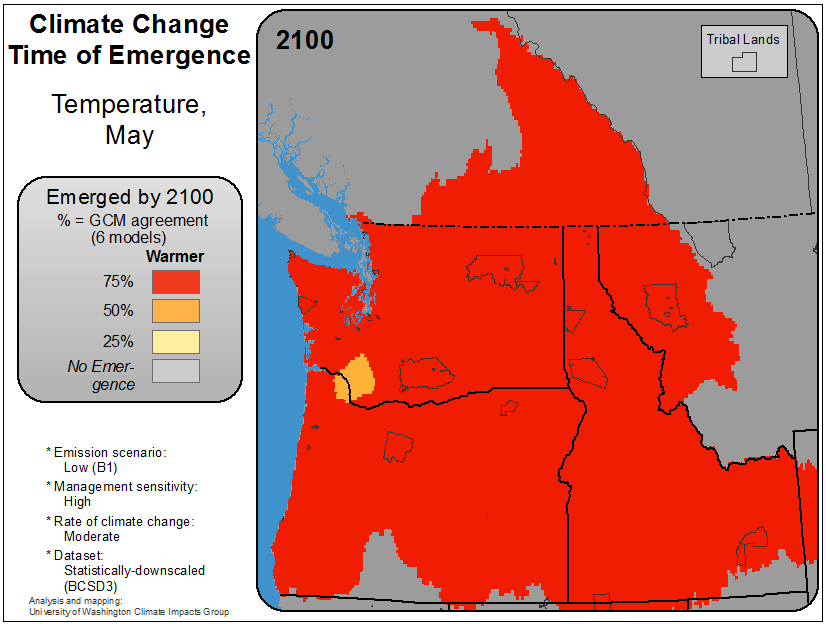 Climate Change
Time of Emergence
Temperature,
May
Emerged by 2100
% = GCM agreement
(6 models)
Warmer
75%
50%
25%
No Emer-
gence
* Emission scenario:
Low (B1)
* Management sensitivity:
High
* Rate of climate change:
Moderate
* Dataset:
Statistically-downscaled
(BCSD3)
Analysis and mapping:
University of Washington Climate Impacts Group
2100
Tribal Lands